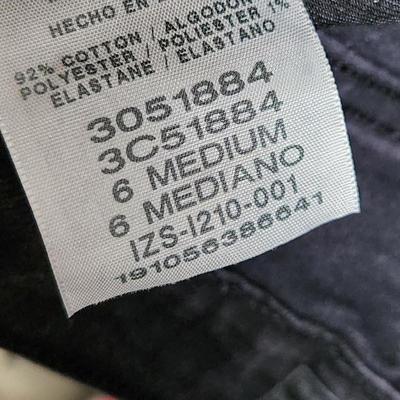 HECHO EN
92% COTTON / ALGODON
POLYESTER / POLIESTER 1%
ELASTANE / ELASTANO
3051884
3C51884
6 MEDIUM
6 MEDIANO
IZS-I210-001
191056386641